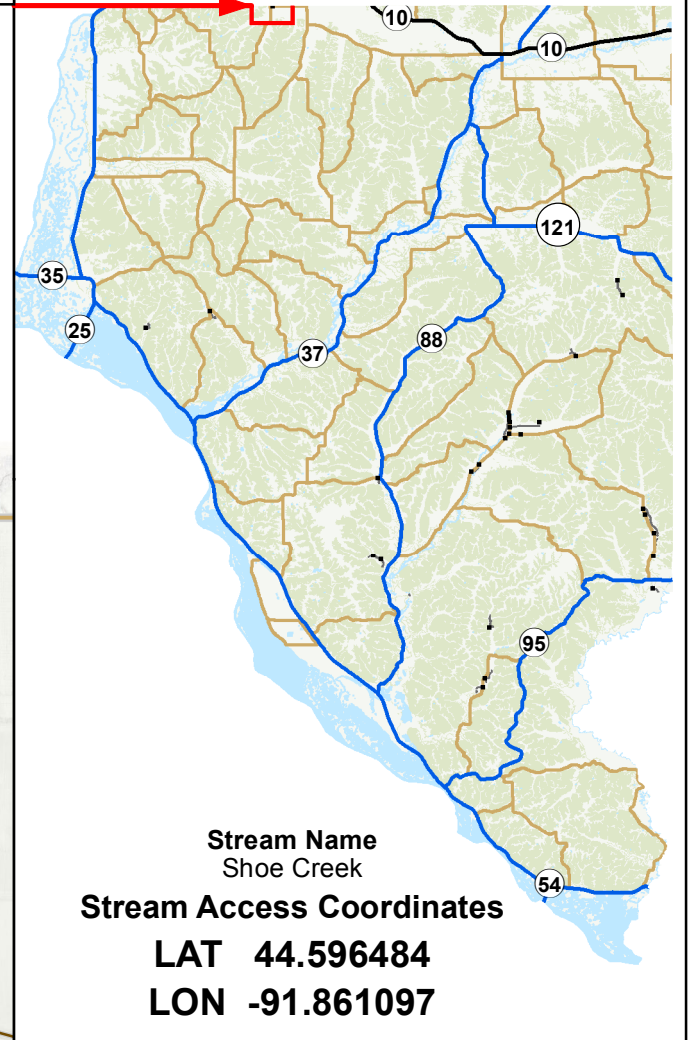 10
10
121
35
25
37
88
95
54
Stream Name
Shoe Creek
Stream Access Coordinates
LAT 44.596484
LON -91.861097